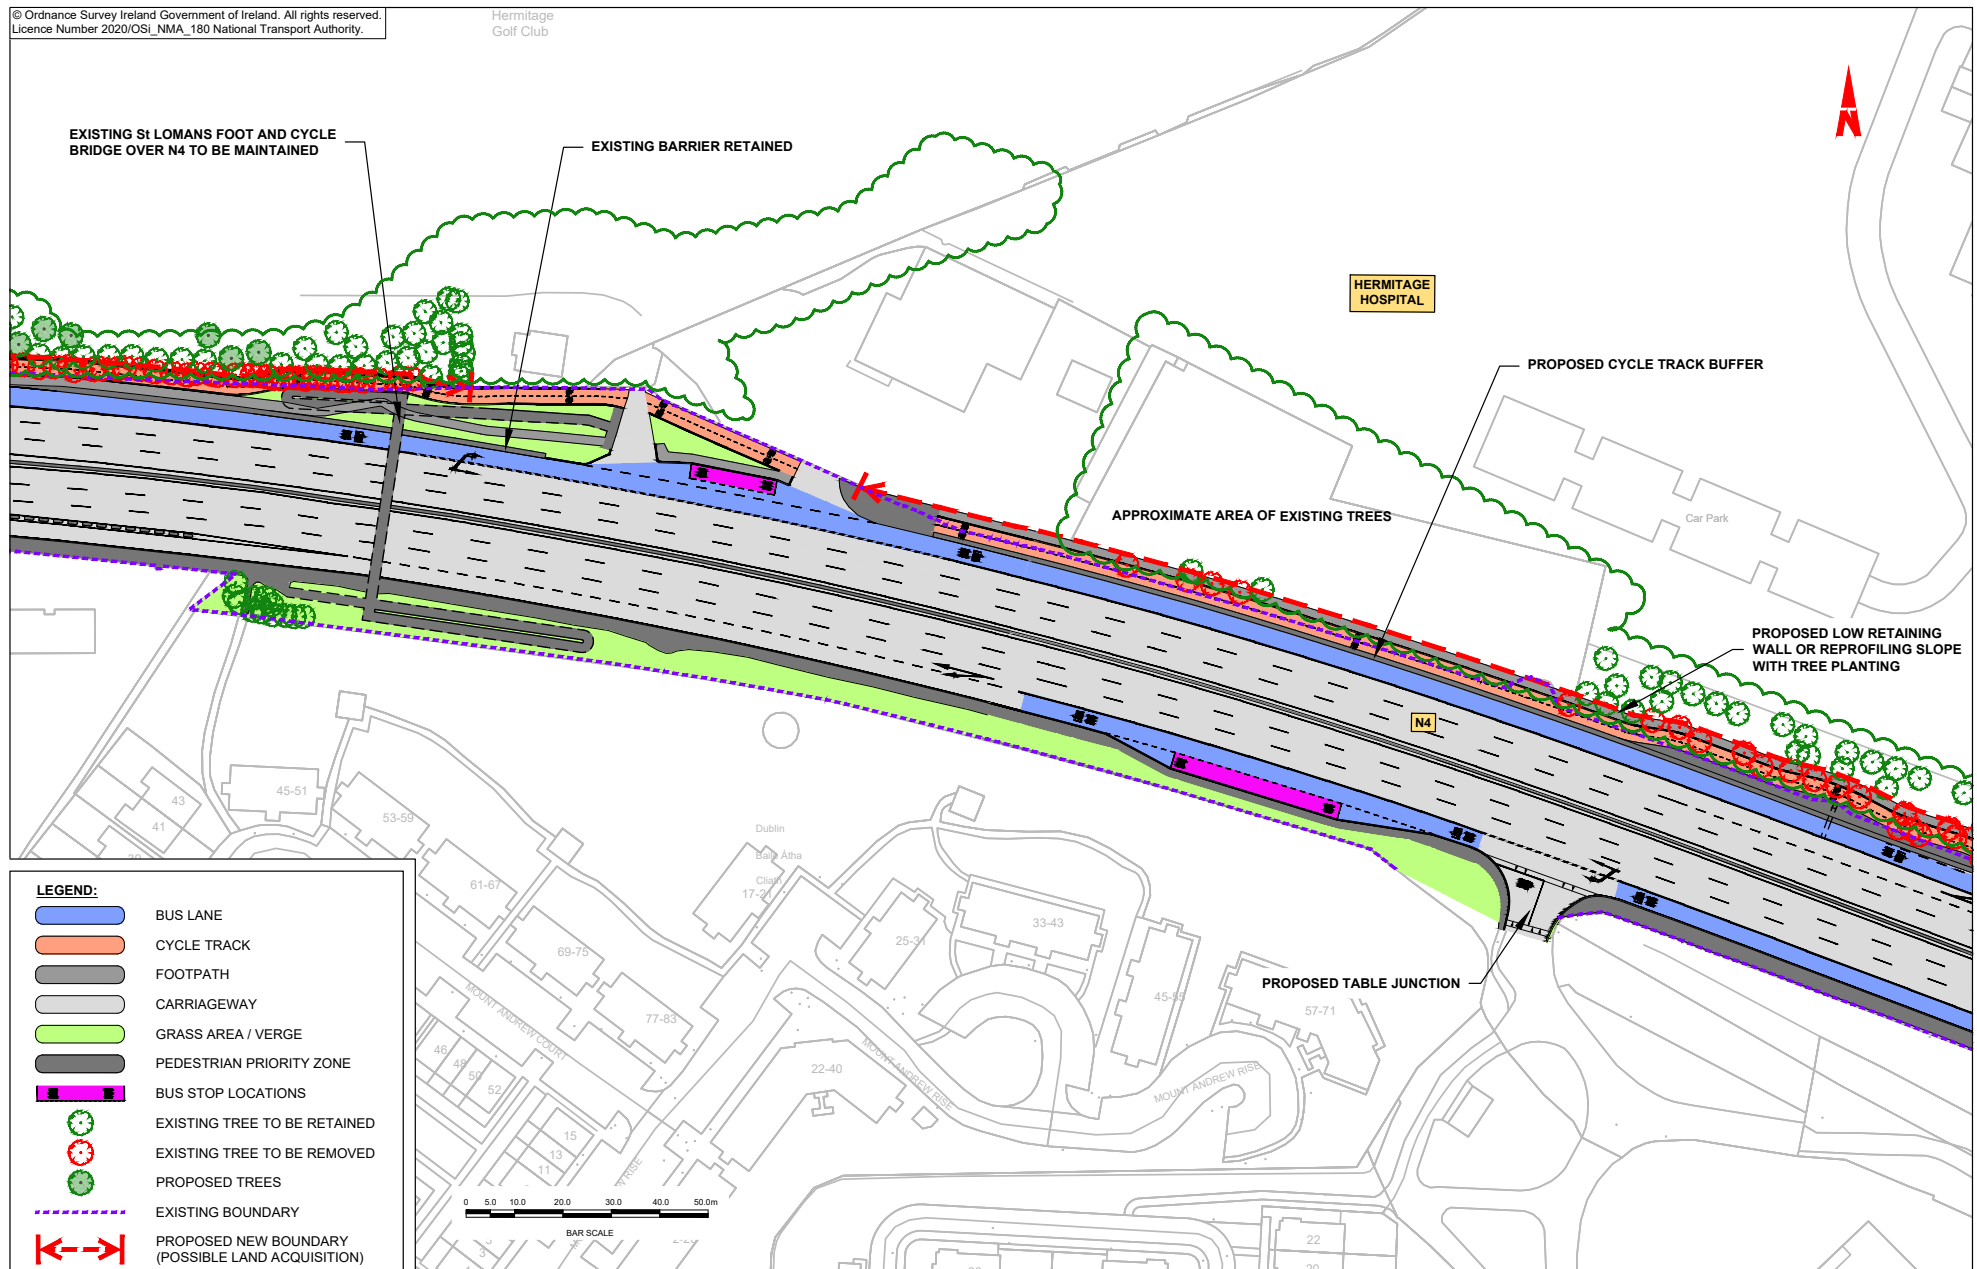 © Ordnance Survey Ireland Government of Ireland. All rights reserved.
Licence Number 2020/OSi_NMA_180 National Transport Authority.
Hermitage
Golf Club
EXISTING St LOMANS FOOT AND CYCLE
BRIDGE OVER N4 TO BE MAINTAINED
EXISTING BARRIER RETAINED
N
HERMITAGE
HOSPITAL
PROPOSED CYCLE TRACK BUFFER
APPROXIMATE AREA OF EXISTING TREES
Car Park
PROPOSED LOW RETAINING
WALL OR REPROFILING SLOPE
WITH TREE PLANTING
N4
45-51
43
41
53-59
61-67
69-75
77-83
Dublin
Baile Átha
Cliath
17-21
25-31
33-43
45-55
57-71
22-40
MOUNT ANDREW COURT
MOUNT ANDREW RISE
MOUNT ANDREW RISE
46
48
50
52
15
13
11
PROPOSED TABLE JUNCTION
LEGEND:
BUS LANE
CYCLE TRACK
FOOTPATH
CARRIAGEWAY
GRASS AREA / VERGE
PEDESTRIAN PRIORITY ZONE
BUS STOP LOCATIONS
EXISTING TREE TO BE RETAINED
EXISTING TREE TO BE REMOVED
PROPOSED TREES
EXISTING BOUNDARY
PROPOSED NEW BOUNDARY
(POSSIBLE LAND ACQUISITION)
0 5.0 10.0 20.0 30.0 40.0 50.0m
BAR SCALE
22